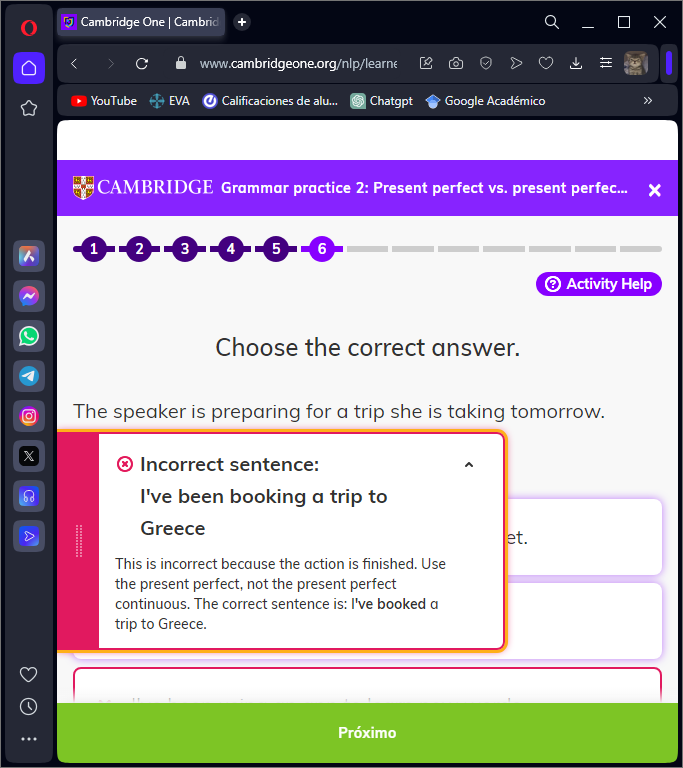 Cambridge One | Cambrid
www.cambridgeone.org/nlp/learne
YouTube
EVA
Calificaciones de alu...
Chatgpt
Google Académico
CAMBRIDGE
Grammar practice 2: Present perfect vs. present perfec...
1 2 3 4 5 6
Activity Help
Choose the correct answer.
The speaker is preparing for a trip she is taking tomorrow.
Incorrect sentence:
I've been booking a trip to
Greece
This is incorrect because the action is finished. Use
the present perfect, not the present perfect
continuous. The correct sentence is: I've booked a
trip to Greece.
et.
Próximo